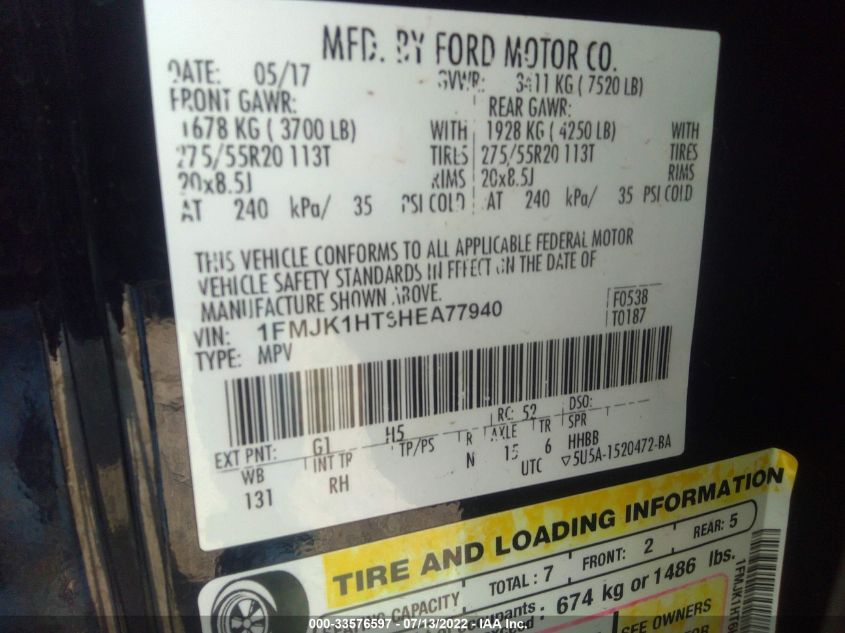 MFD. BY FORD MOTOR CO.
DATE: 05/17 GVWR: 3411 KG ( 7520 LB)
FRONT GAWR: REAR GAWR:
1678 KG ( 3700 LB) WITH 1928 KG ( 4250 LB) WITH
275/55R20 113T TIRES 275/55R20 113T TIRES
20x8.5J RIMS 20x8.5J RIMS
AT 240 kPa/ 35 PSI COLD AT 240 kPa/ 35 PSI COLD
THIS VEHICLE CONFORMS TO ALL APPLICABLE FEDERAL MOTOR
VEHICLE SAFETY STANDARDS IN EFFECT ON THE DATE OF
MANUFACTURE SHOWN ABOVE.
VIN: F0538
TYPE: MPV T0187
EXT PNT: G1 H5 RC: 52 DSO:
WB INT TP TP/PS R AXLE TR SPR
131 RH N 15 6 HHBB
UTC ▽5U5A-1520472-BA
TIRE AND LOADING INFORMATION
SEATING CAPACITY TOTAL : 7 FRONT: 2 REAR: 5
674 kg or 1486 lbs.
SEE OWNERS
000-33576597 - 07/13/2022 - IAA Inc.